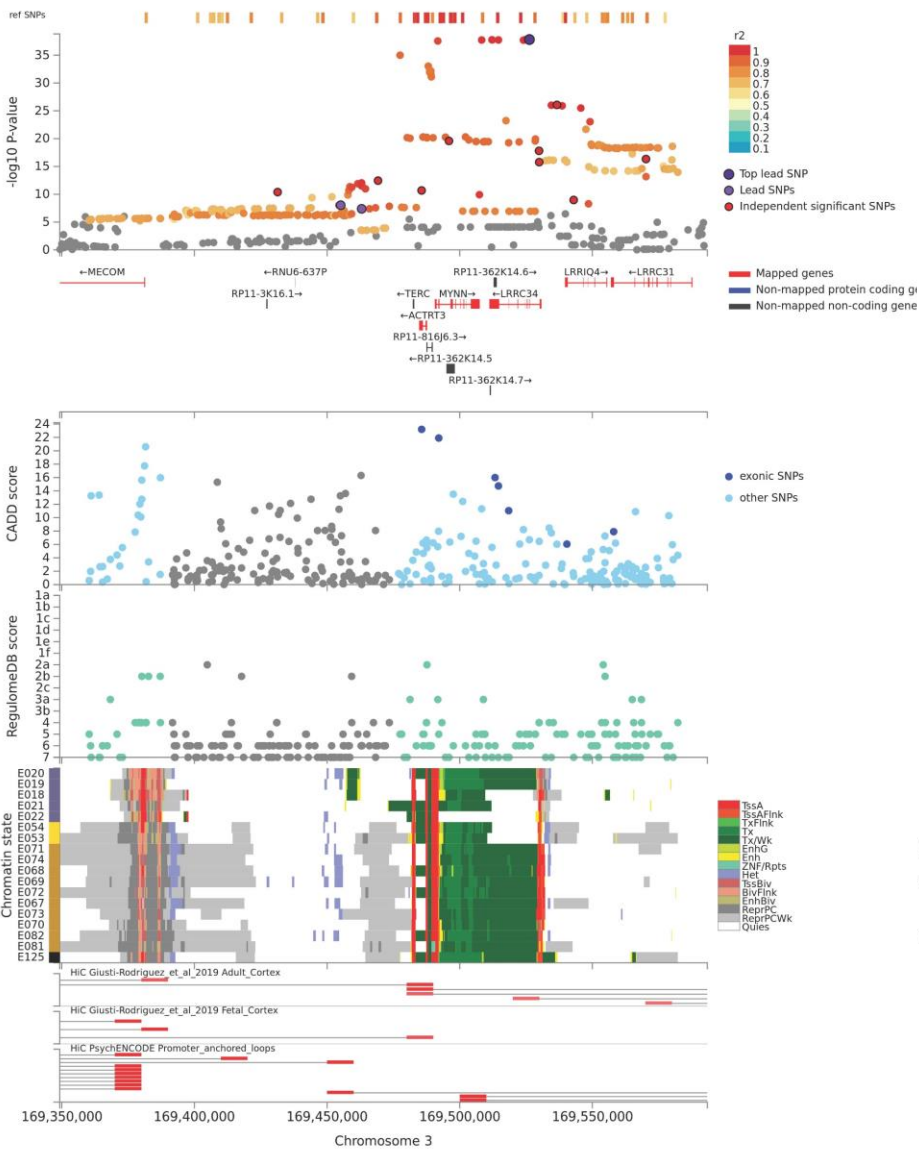 ref SNPs
35
30
25
20
15
10
5
0
-log10 P-value
r2
1
0.9
0.8
0.7
0.6
0.5
0.4
0.3
0.2
0.1
Top lead SNP
Lead SNPs
Independent significant SNPs
←MECOM
←RNU6-637P
RP11-362K14.6→
LRRIQ4→
←LRRC31
RP11-3K16.1→
←TERC
MYNN→
←LRRC34
←ACTRT3
RP11-816J6.3→
←RP11-362K14.5
RP11-362K14.7→
Mapped genes
Non-mapped protein coding ge
Non-mapped non-coding gene
24
22
20
18
16
14
12
10
8
6
4
2
0
CADD score
exonic SNPs
other SNPs
1a
1b
1c
1d
1e
1f
2a
2b
2c
3a
3b
4
5
6
7
RegulomeDB score
E020
E019
E018
E021
E022
E054
E053
E071
E074
E068
E069
E072
E067
E073
E070
E082
E081
E125
Chromatin state
TssA
TssAFlnk
TxFlnk
Tx
Tx/Wk
EnhG
Enh
ZNF/Rpts
Het
TssBiv
BivFlnk
EnhBiv
ReprPC
ReprPCWk
Quies
HiC Giusti-Rodriguez_et_al_2019 Adult_Cortex
HiC Giusti-Rodriguez_et_al_2019 Fetal_Cortex
HiC PsychENCODE Promoter_anchored_loops
169,350,000
169,400,000
169,450,000
169,500,000
169,550,000
Chromosome 3